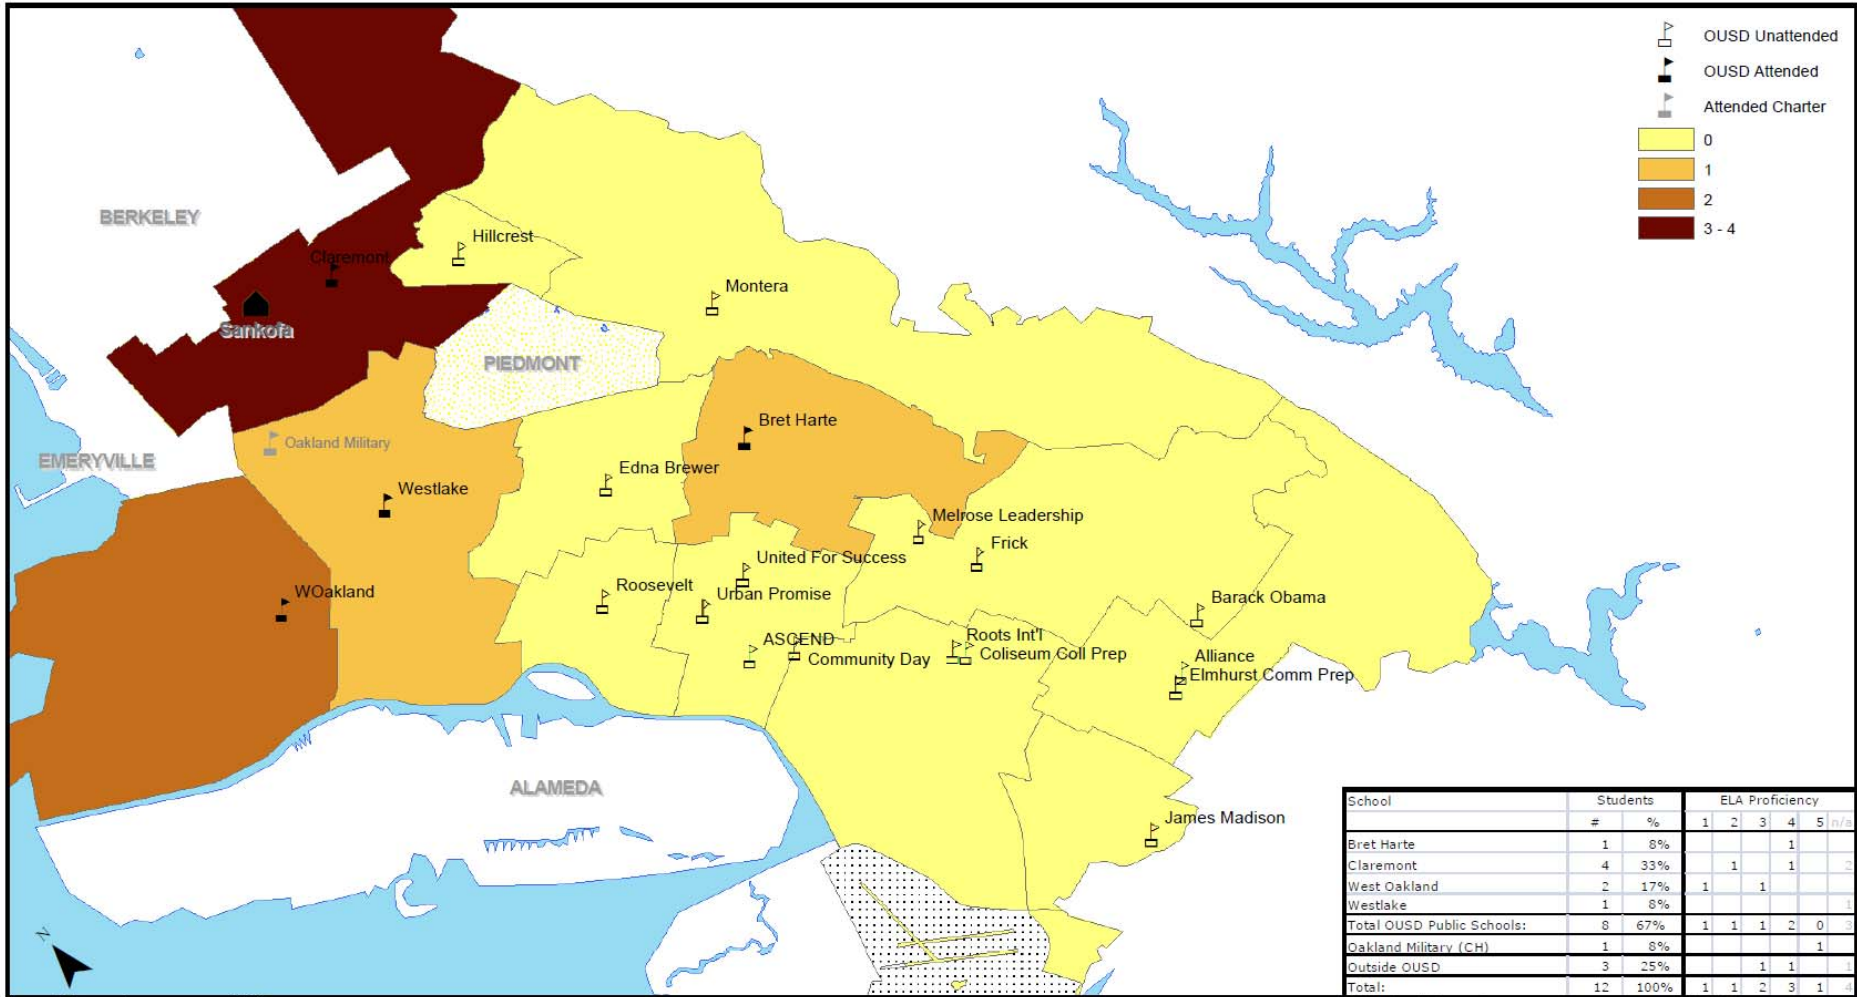 OUSD Unattended
OUSD Attended
Attended Charter
0
1
2
3 - 4
BERKELEY
Hillcrest
Claremont
Montera
Sankofa
PIEDMONT
Bret Harte
Oakland Military
EMERYVILLE
Edna Brewer
Westlake
Melrose Leadership
Frick
United For Success
WOakland
Roosevelt
Urban Promise
Barack Obama
ASCEND
Roots Int'l
Community Day
Coliseum Coll Prep
Alliance
Elmhurst Comm Prep
ALAMEDA
James Madison
N
School Students ELA Proficiency
# % 1 2 3 4 5 n/a
Bret Harte 1 8% 1
Claremont 4 33% 1 1 2
West Oakland 2 17% 1 1
Westlake 1 8% 1
Total OUSD Public Schools: 8 67% 1 1 1 2 0 3
Oakland Military (CH) 1 8% 1
Outside OUSD 3 25% 1 1 1
Total: 12 100% 1 1 2 3 1 4